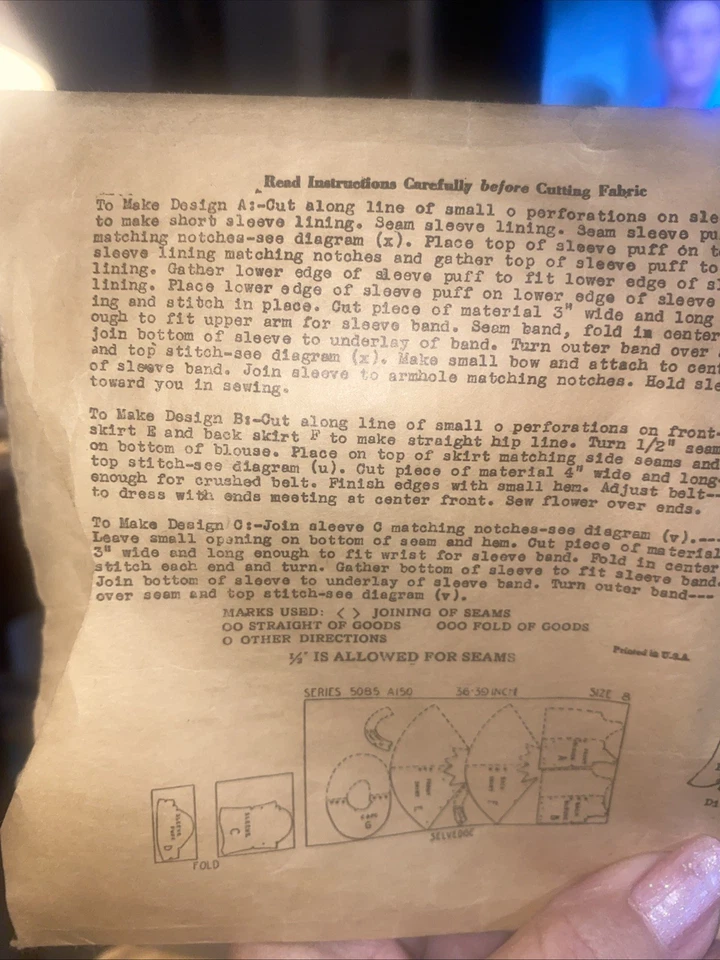 Read Instructions Carefully before Cutting Fabric
To Make Design A:-Cut along line of small o perforations on sle
to make short sleeve lining. Seam sleeve lining. Seam sleeve pu
matching notches-see diagram (x). Place top of sleeve puff on t
sleeve lining matching notches and gather top of sleeve puff to
lining. Gather lower edge of sleeve puff to fit lower edge of s
lining. Place lower edge of sleeve puff on lower edge of sleeve
ing and stitch in place. Cut piece of material 3" wide and long
ough to fit upper arm for sleeve band. Seam band, fold in center
join bottom of sleeve to underlay of band. Turn outer band over
and top stitch-see diagram (x). Make small bow and attach to cen
of sleeve band. Join sleeve to armhole matching notches. Hold sle
toward you in sewing.
To Make Design B:-Cut along line of small o perforations on front-
skirt E and back skirt F to make straight hip line. Turn 1/2" seam
on bottom of blouse. Place on top of skirt matching side seams and
top stitch-see diagram (u). Cut piece of material 4" wide and long
enough for crushed belt. Finish edges with small hem. Adjust belt--
to dress with ends meeting at center front. Sew flower over ends.
To Make Design C:-Join sleeve C matching notches-see diagram (v).---
Leave small opening on bottom of seam and hem. Cut piece of material
3" wide and long enough to fit wrist for sleeve band. Fold in center
stitch each end and turn. Gather bottom of sleeve to fit sleeve band.
Join bottom of sleeve to underlay of sleeve band. Turn outer band---
over seam and top stitch-see diagram (v).
MARKS USED: < > JOINING OF SEAMS
OO STRAIGHT OF GOODS OOO FOLD OF GOODS
O OTHER DIRECTIONS
½" IS ALLOWED FOR SEAMS
Printed in U.S.A.
SERIES 5085 A150 36-39 INCH SIZE 8
SLEEVE PUFF D
SLEEVE C
G
E
F
SELVEDGE
FOLD